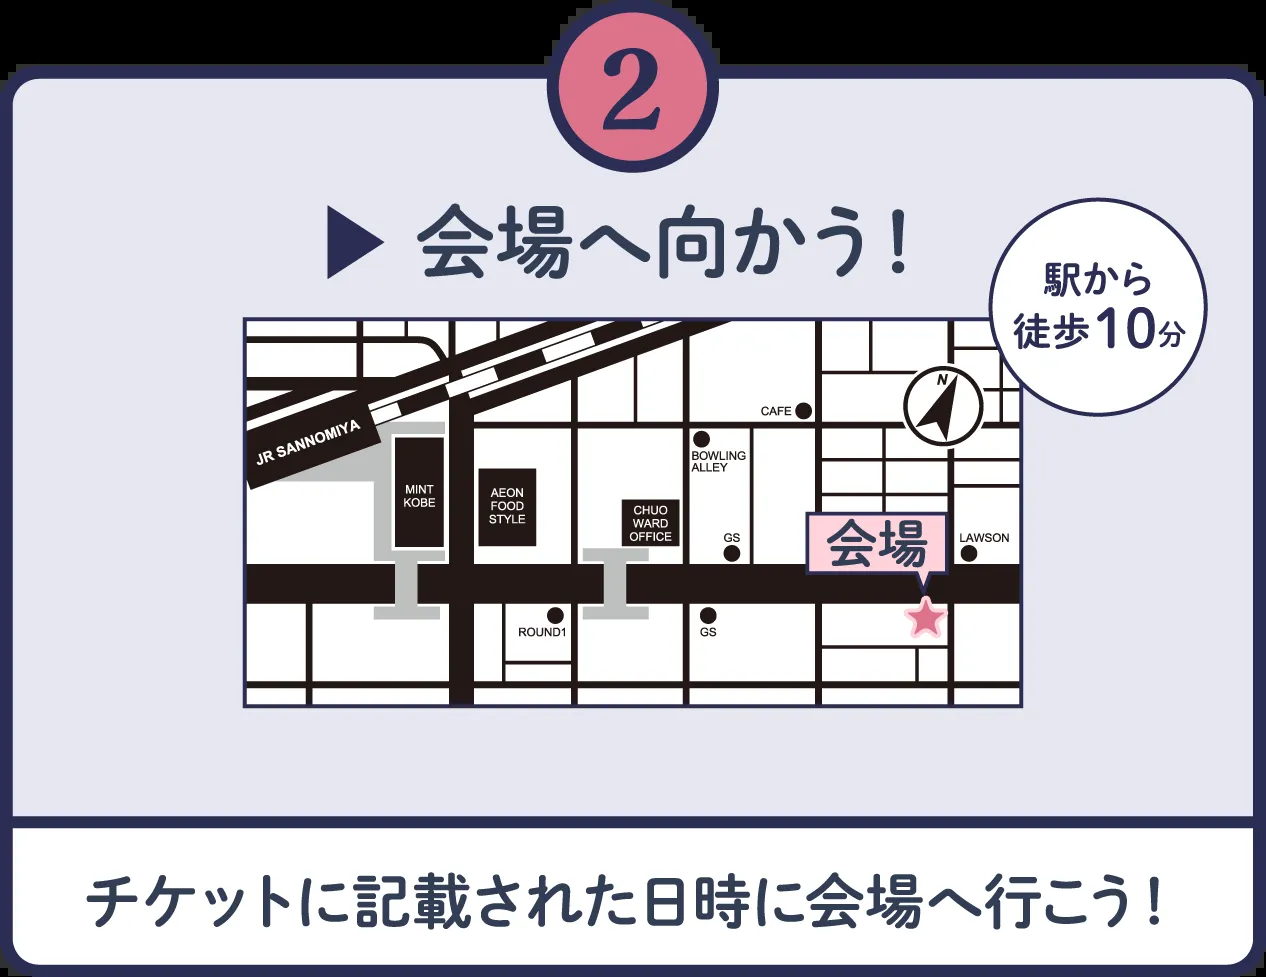 2
▶会場へ向かう!
駅から
徒歩10分
N
CAFE
JR SANNOMIYA
BOWLING
ALLEY
MINT
KOBE
AEON
FOOD
STYLE
CHUO
WARD
OFFICE
GS
会場
LAWSON
ROUND1
GS
チケットに記載された日時に会場へ行こう!